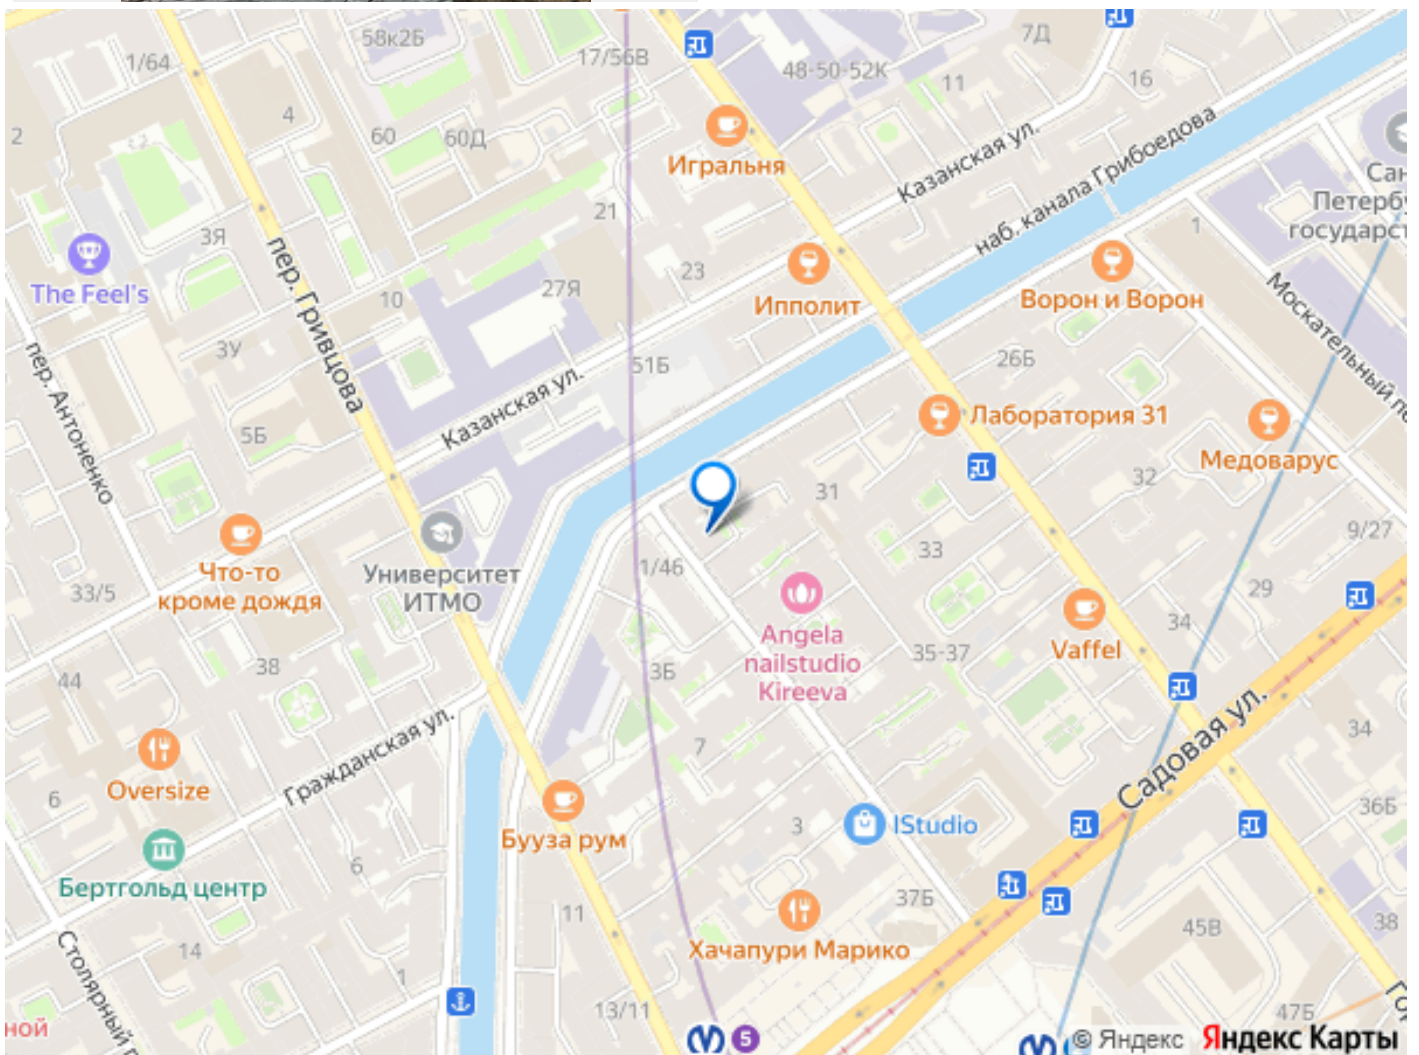 58к2Б
1/64
17/56В
7Д
48-50-52К
11
16
4
2
60
60Д
Игральня
Казанская ул.
наб. канала Грибоедова
Сан
Петербу
государст
1
21
3Я
The Feel's
пер. Гривцова
23
27Я
10
Ипполит
Ворон и Ворон
Москательный пе
3У
пер. Антоненко
51Б
26Б
Казанская ул.
5Б
Лаборатория 31
Медоварус
32
31
9/27
Что-то
кроме дождя
Университет
ИТМО
33/5
1/46
33
29
Angela
nailstudio
Kireeva
Vaffel
34
35-37
38
44
3Б
Гражданская ул.
7
Садовая ул.
34
Oversize
6
36Б
Бууза рум
3
IStudio
Бертгольд центр
6
37Б
11
38
45В
Хачапури Марико
14
Столярный п
1
13/11
47Б
Го
ной
5
© Яндекс Яндекс Карты